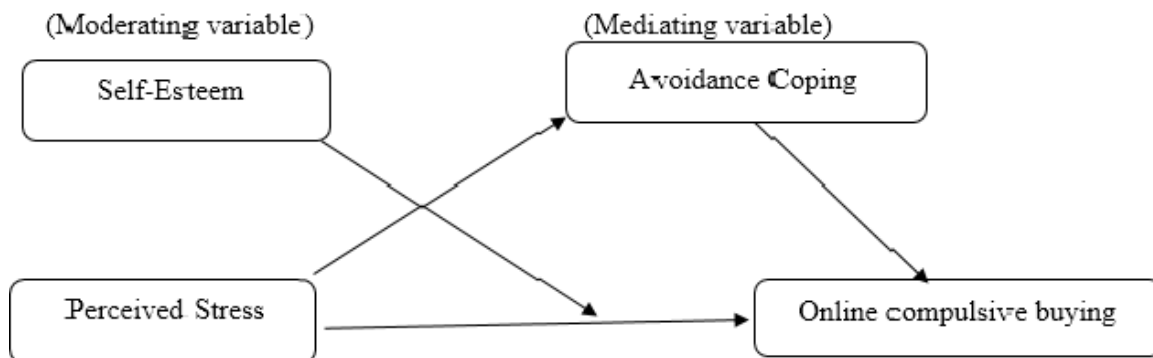 (Moderating variable)
(Mediating variable)
Self-Esteem
Avoidance Coping
Perceived Stress
Online compulsive buying